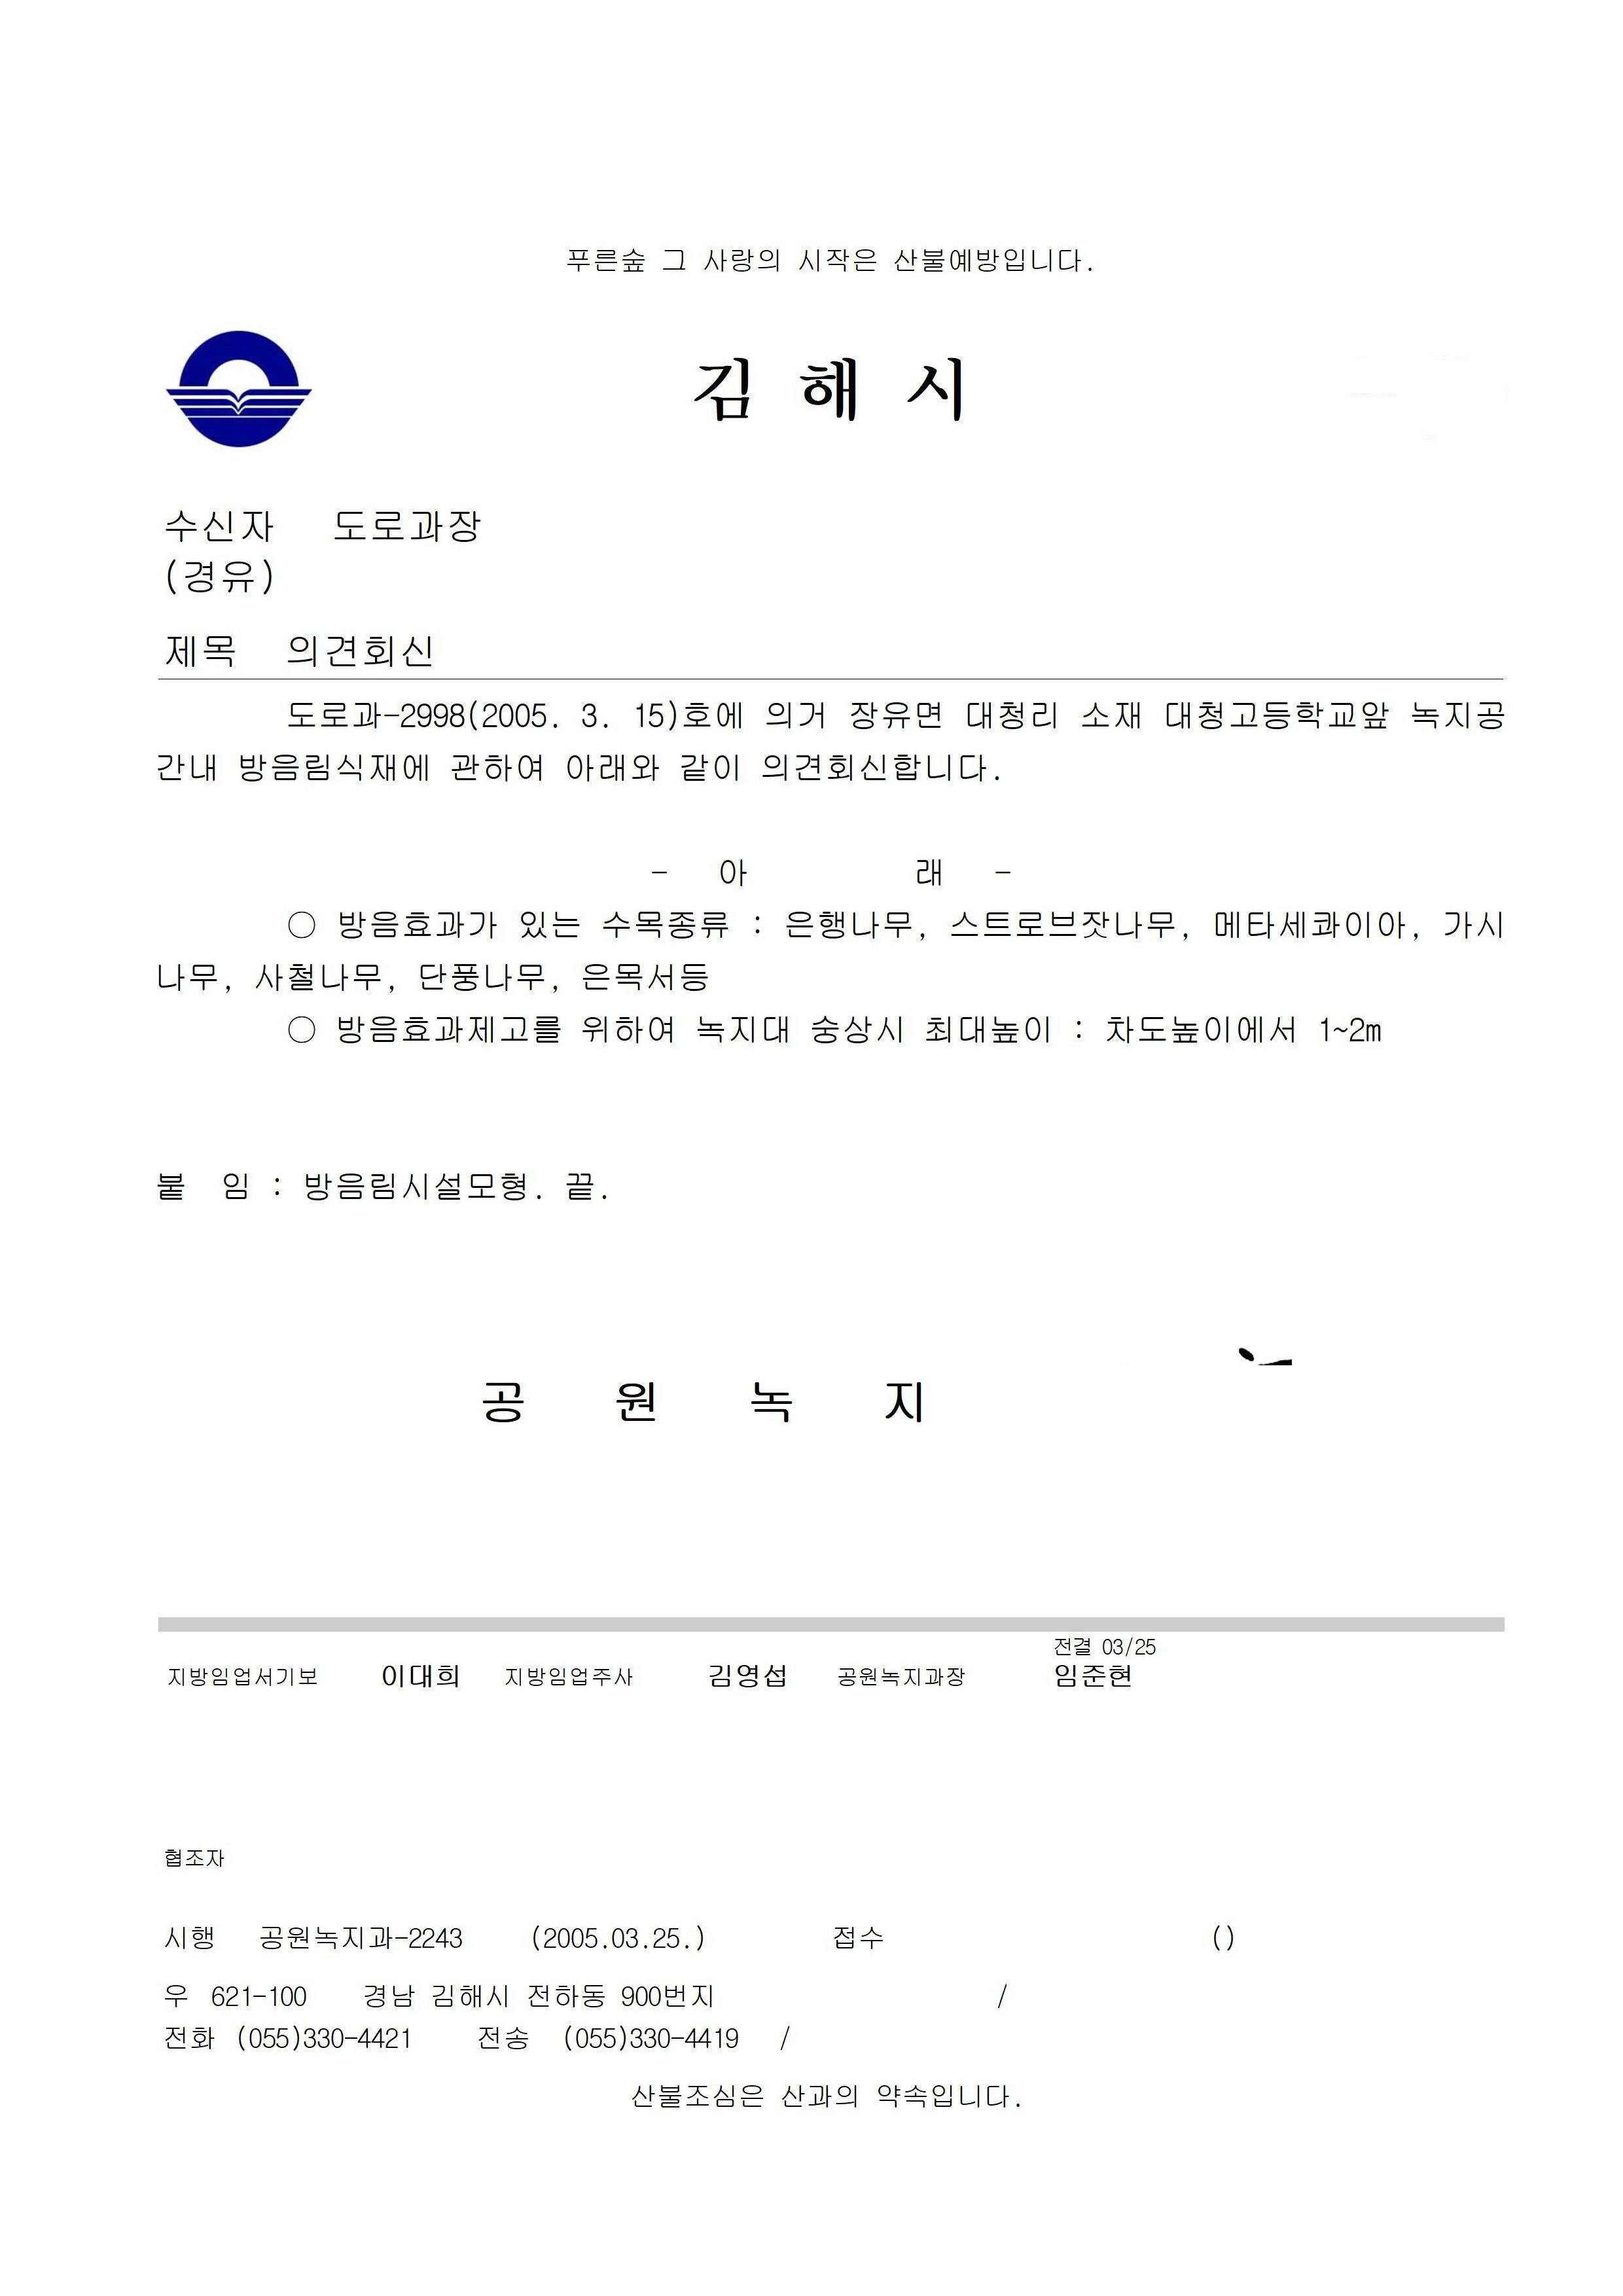 푸른숲 그 사랑의 시작은 산불예방입니다.
김 해 시
수신자 도로과장
(경유)
제목 의견회신
도로과-2998(2005. 3. 15)호에 의거 장유면 대청리 소재 대청고등학교앞 녹지공
간내 방음림식재에 관하여 아래와 같이 의견회신합니다.
- 아 래 -
○ 방음효과가 있는 수목종류 : 은행나무, 스트로브잣나무, 메타세콰이아, 가시
나무, 사철나무, 단풍나무, 은목서등
○ 방음효과제고를 위하여 녹지대 숭상시 최대높이 : 차도높이에서 1~2m
붙 임 : 방음림시설모형. 끝.
공 원 녹 지
전결 03/25
지방임업서기보 이대희 지방임업주사 김영섭 공원녹지과장 임준현
협조자
시행 공원녹지과-2243 (2005.03.25.) 접수 ()
우 621-100 경남 김해시 전하동 900번지 /
전화 (055)330-4421 전송 (055)330-4419 /
산불조심은 산과의 약속입니다.